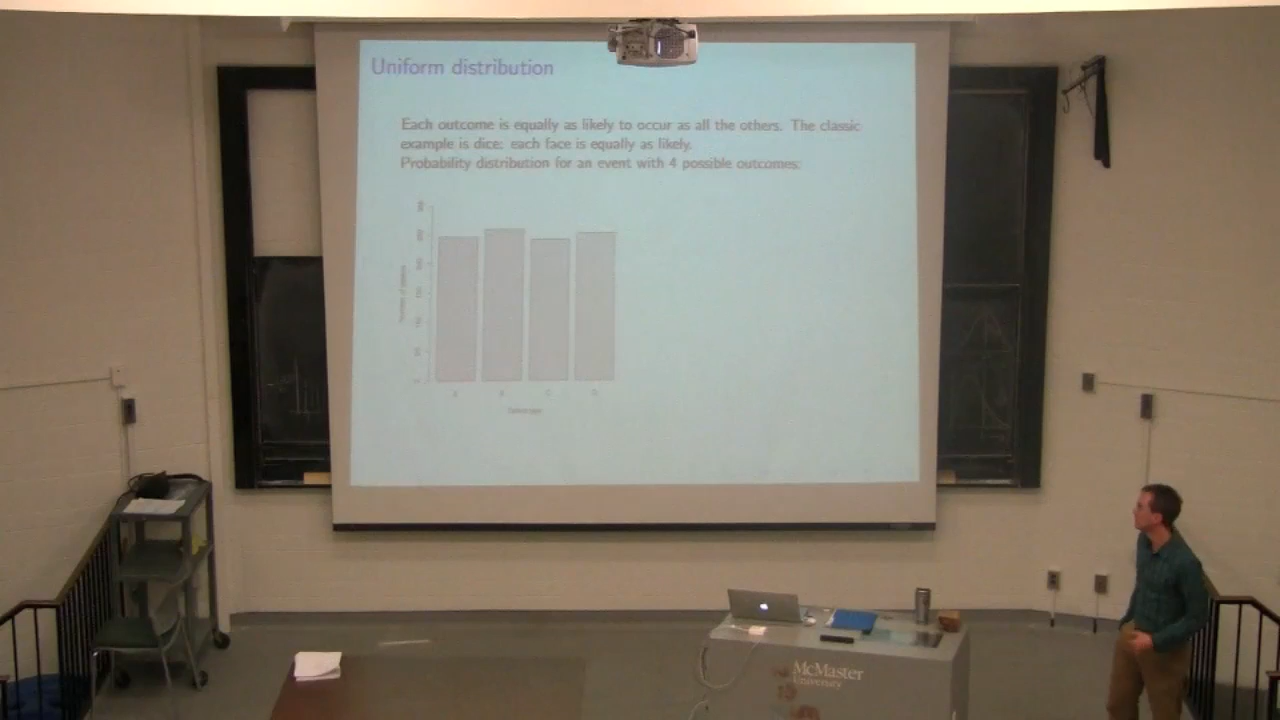 Uniform distribution
Each outcome is equally as likely to occur as all the others. The classic
example is dice: each face is equally as likely.
Probability distribution for an event with 4 possible outcomes:
McMaster
University